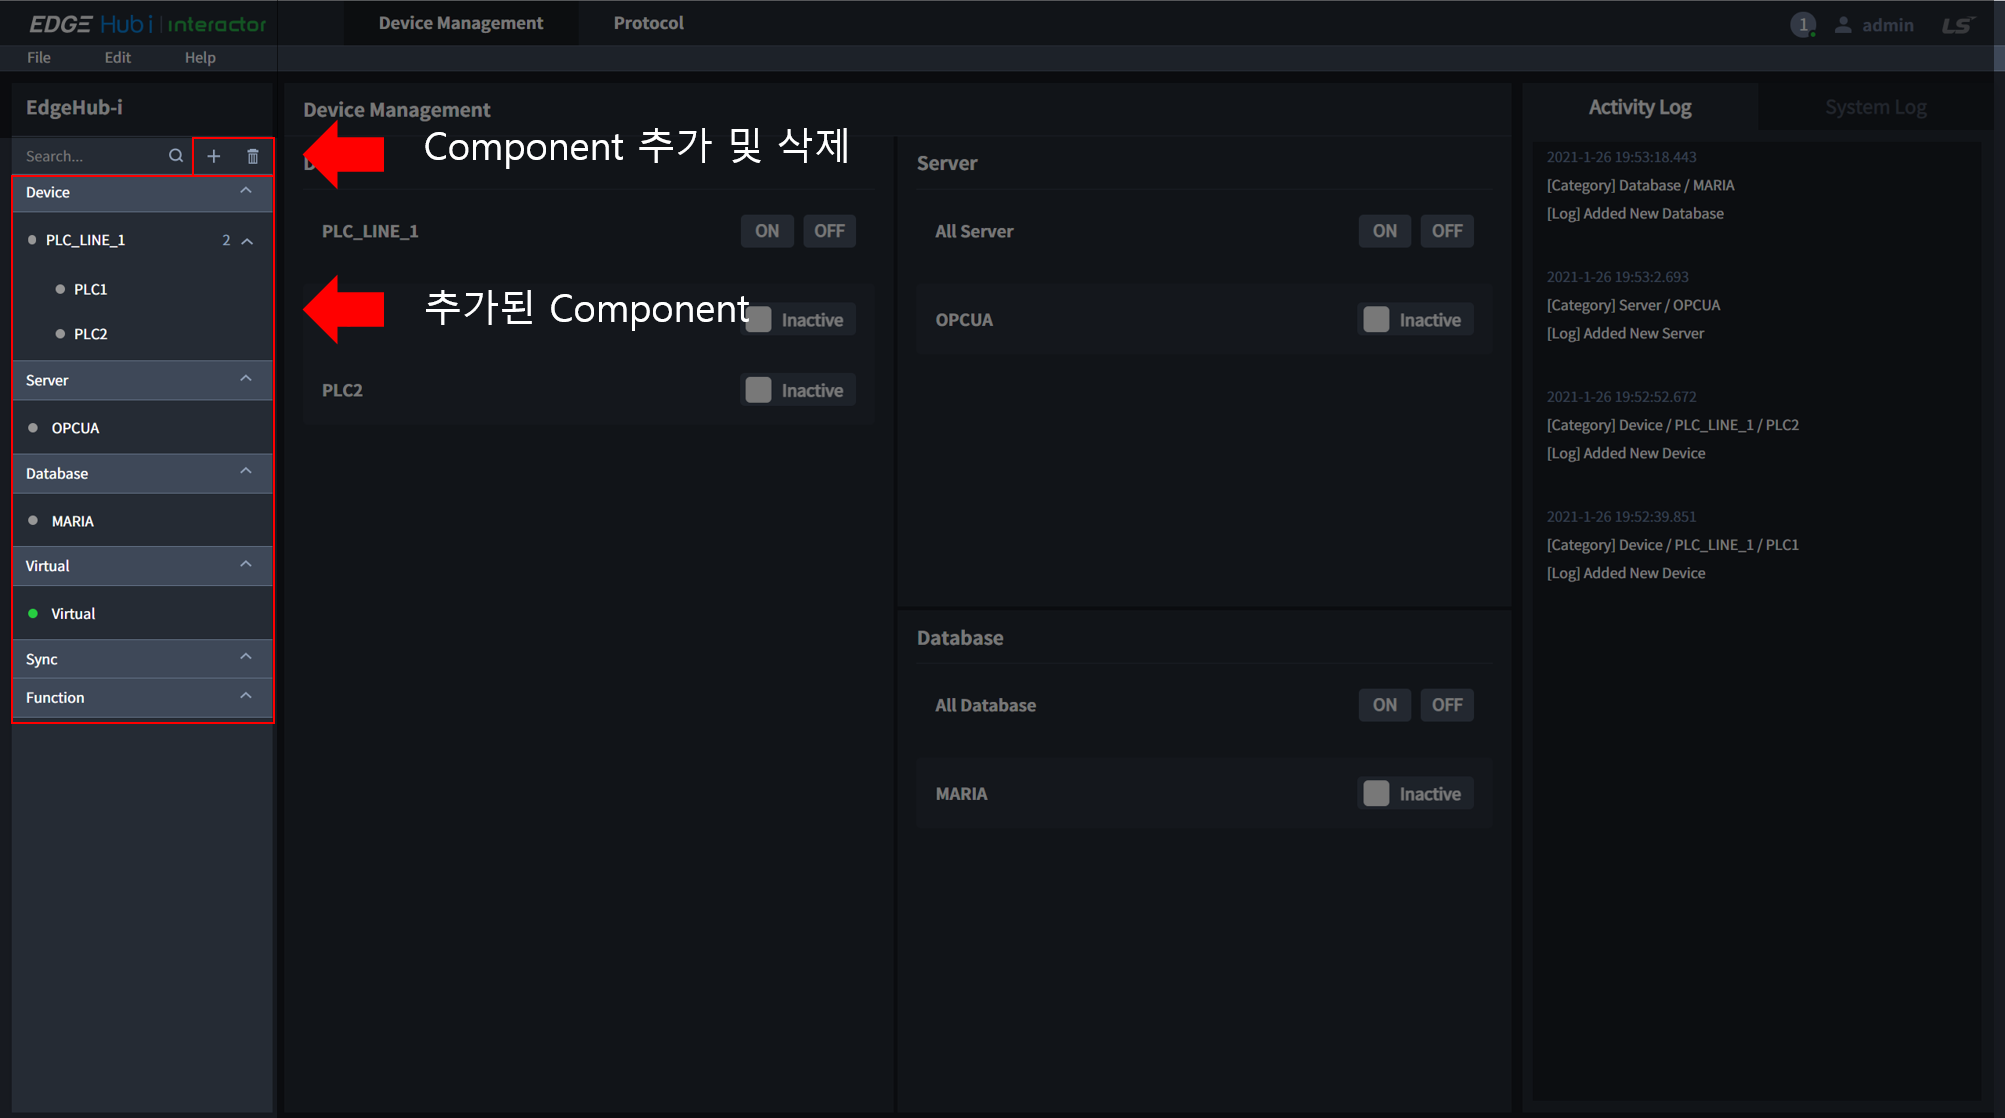 EDGE Hub i | interactor
Device Management
Protocol
1
admin
LS
File
Edit
Help
EdgeHub-i
Search...
Device
PLC_LINE_1
2
PLC1
PLC2
Server
OPCUA
Database
MARIA
Virtual
Virtual
Sync
Function
Device Management
Component 추가 및 삭제
D
PLC_LINE_1
ON
OFF
추가된 Component
Inactive
PLC2
Inactive
Server
All Server
ON
OFF
OPCUA
Inactive
Database
All Database
ON
OFF
MARIA
Inactive
Activity Log
System Log
2021-1-26 19:53:18.443
[Category] Database / MARIA
[Log] Added New Database
2021-1-26 19:53:2.693
[Category] Server / OPCUA
[Log] Added New Server
2021-1-26 19:52:52.672
[Category] Device / PLC_LINE_1 / PLC2
[Log] Added New Device
2021-1-26 19:52:39.851
[Category] Device / PLC_LINE_1 / PLC1
[Log] Added New Device